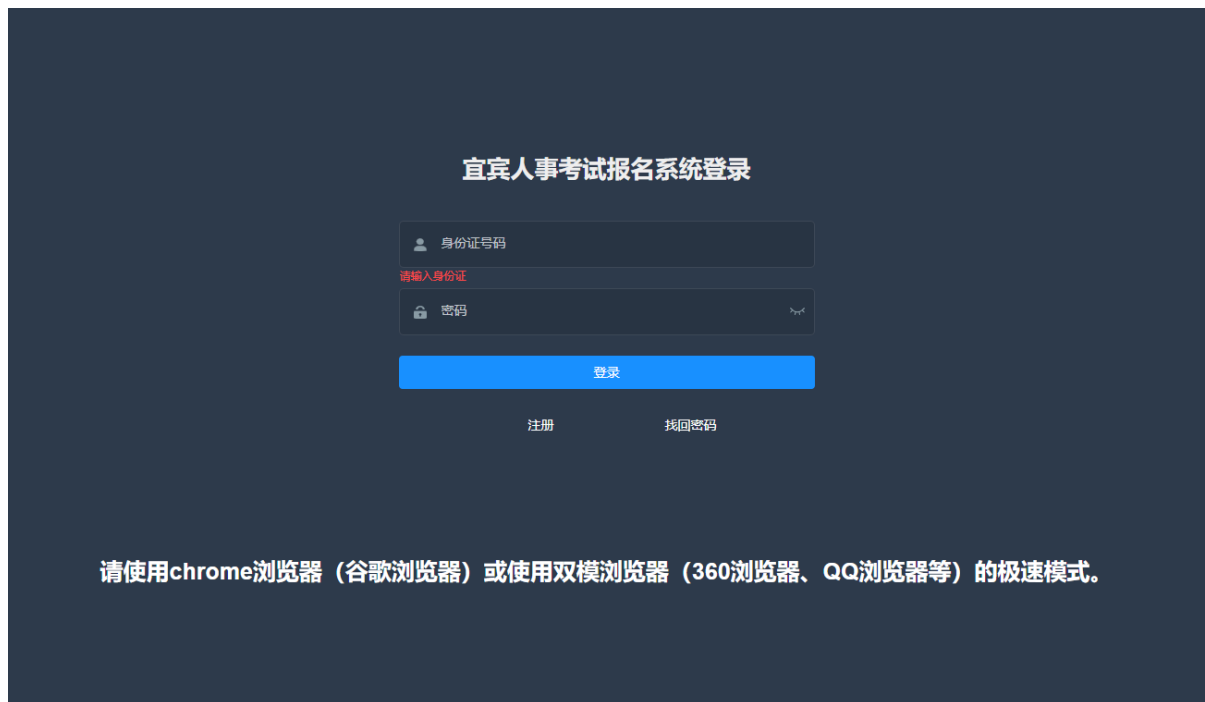 宜宾人事考试报名系统登录
身份证号码
请输入身份证
密码
登录
注册 找回密码
请使用chrome浏览器（谷歌浏览器）或使用双模浏览器（360浏览器、QQ浏览器等）的极速模式。